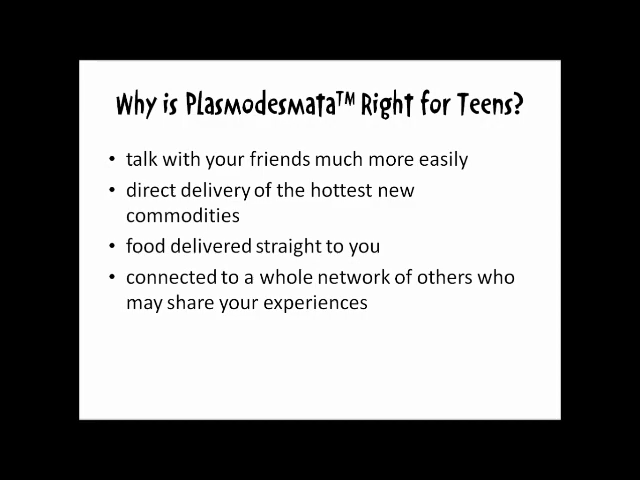 Why is Plasmodesmata™ Right for Teens?
• talk with your friends much more easily
• direct delivery of the hottest new
commodities
• food delivered straight to you
• connected to a whole network of others who
may share your experiences